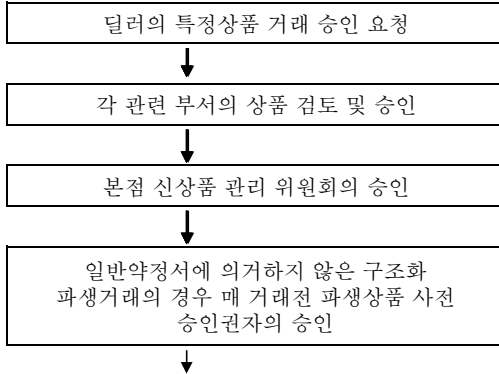 딜러의 특정상품 거래 승인 요청
각 관련 부서의 상품 검토 및 승인
본점 신상품 관리 위원회의 승인
일반약정서에 의거하지 않은 구조화
파생거래의 경우 매 거래전 파생상품 사전
승인권자의 승인